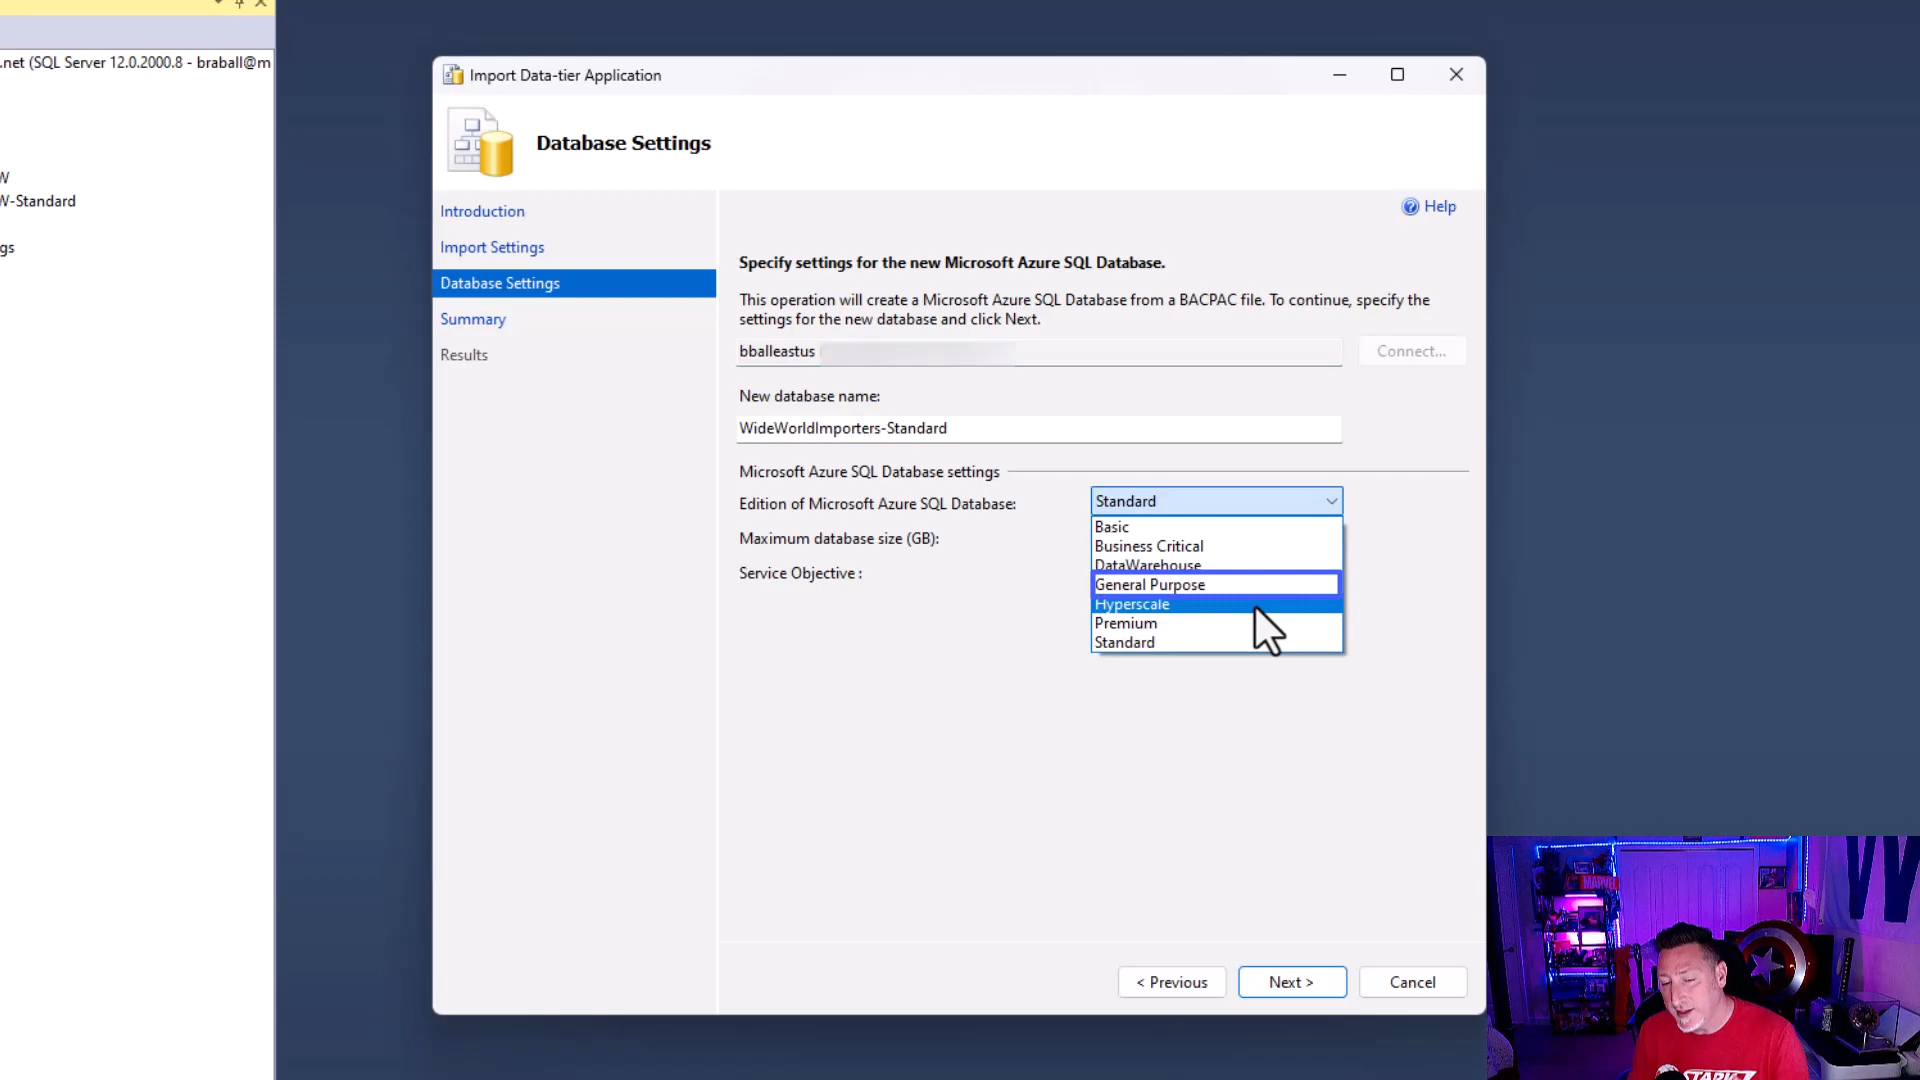 .net (SQL Server 12.0.2000.8 - braball@m
W
W-Standard
gs
Import Data-tier Application
Database Settings
Introduction
Import Settings
Database Settings
Summary
Results
Help
Specify settings for the new Microsoft Azure SQL Database.
This operation will create a Microsoft Azure SQL Database from a BACPAC file. To continue, specify the
settings for the new database and click Next.
bballeastus
Connect...
New database name:
WideWorldImporters-Standard
Microsoft Azure SQL Database settings
Edition of Microsoft Azure SQL Database:
Standard
Maximum database size (GB):
Service Objective :
Basic
Business Critical
DataWarehouse
General Purpose
Hyperscale
Premium
Standard
< Previous
Next >
Cancel
MARVEL
W